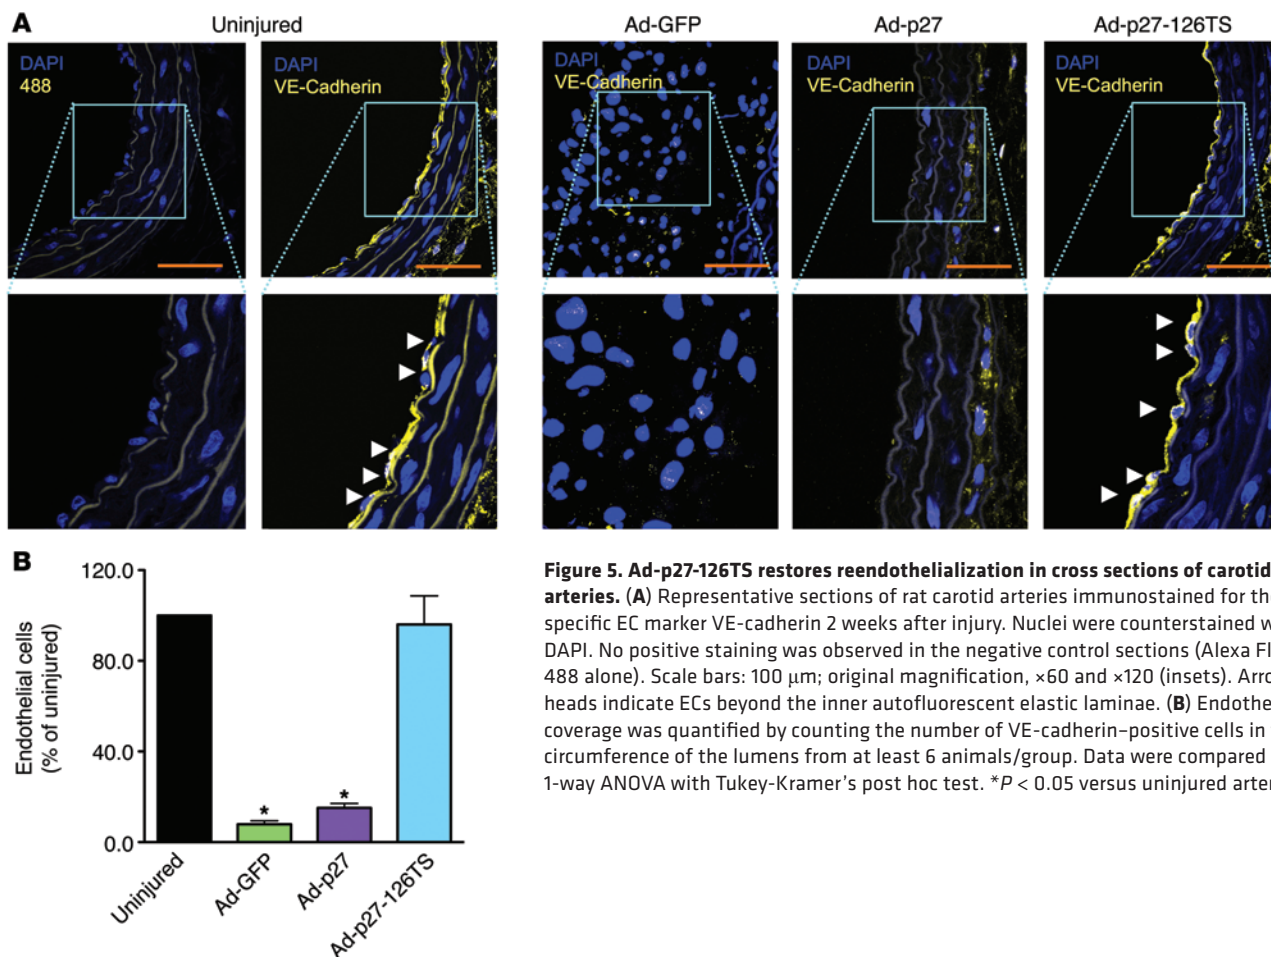 A
Uninjured
Ad-GFP
Ad-p27
Ad-p27-126TS
DAPI
488
DAPI
VE-Cadherin
DAPI
VE-Cadherin
DAPI
VE-Cadherin
DAPI
VE-Cadherin
B
Endothelial cells
(% of uninjured)
120.0
80.0
40.0
0.0
*
*
Uninjured
Ad-GFP
Ad-p27
Ad-p27-126TS
Figure 5. Ad-p27-126TS restores reendothelialization in cross sections of carotid
arteries. (A) Representative sections of rat carotid arteries immunostained for the
specific EC marker VE-cadherin 2 weeks after injury. Nuclei were counterstained
DAPI. No positive staining was observed in the negative control sections (Alexa
488 alone). Scale bars: 100 μm; original magnification, ×60 and ×120 (insets).
heads indicate ECs beyond the inner autofluorescent elastic laminae. (B)
coverage was quantified by counting the number of VE-cadherin–positive cells in
circumference of the lumens from at least 6 animals/group. Data were compared
1-way ANOVA with Tukey-Kramer's post hoc test. *P < 0.05 versus uninjured